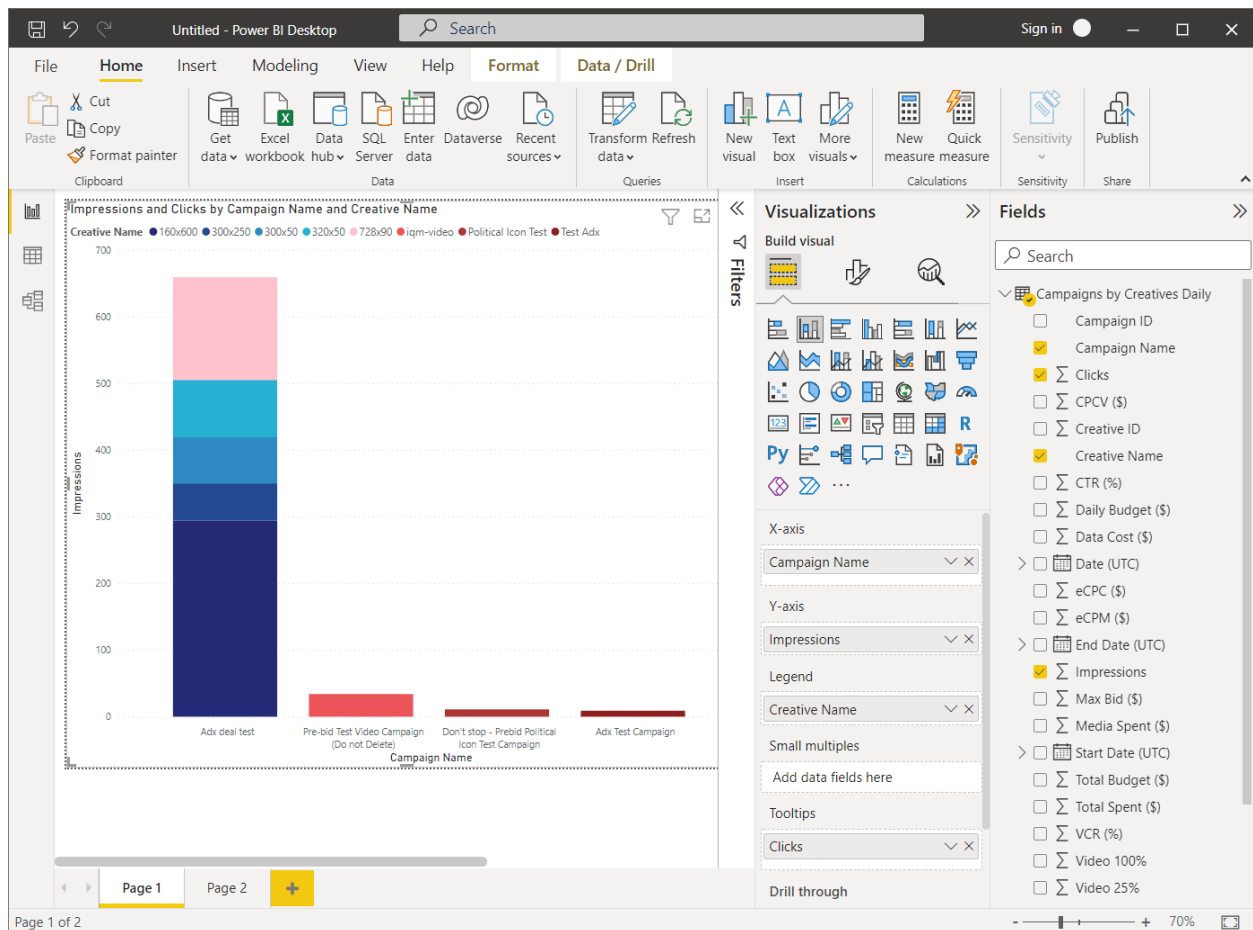 Untitled - Power BI Desktop
Search
Sign in
File Home Insert Modeling View Help Format Data / Drill
Paste
Cut
Copy
Format painter
Clipboard
Get data
Excel workbook
Data hub
SQL Server
Enter data
Dataverse
Recent sources
Data
Transform data
Refresh
Queries
New visual
Text box
More visuals
Insert
New measure
Quick measure
Calculations
Sensitivity
Sensitivity
Publish
Share
Impressions and Clicks by Campaign Name and Creative Name
Creative Name 160x600 300x250 300x50 320x50 728x90 iqm-video Political Icon Test Test Adx
700
600
500
400
300
200
100
0
Impressions
Adx deal test
Pre-bid Test Video Campaign
(Do not Delete)
Don't stop - Prebid Political
Icon Test Campaign
Adx Test Campaign
Campaign Name
Filters
Visualizations
Build visual
123
R
Py
...
X-axis
Campaign Name
Y-axis
Impressions
Legend
Creative Name
Small multiples
Add data fields here
Tooltips
Clicks
Drill through
Fields
Search
Campaigns by Creatives Daily
Campaign ID
Campaign Name
∑ Clicks
∑ CPCV ($)
∑ Creative ID
Creative Name
∑ CTR (%)
∑ Daily Budget ($)
∑ Data Cost ($)
Date (UTC)
∑ eCPC ($)
∑ eCPM ($)
End Date (UTC)
∑ Impressions
∑ Max Bid ($)
∑ Media Spent ($)
Start Date (UTC)
∑ Total Budget ($)
∑ Total Spent ($)
∑ VCR (%)
∑ Video 100%
∑ Video 25%
Page 1 Page 2 +
Page 1 of 2
- + 70%